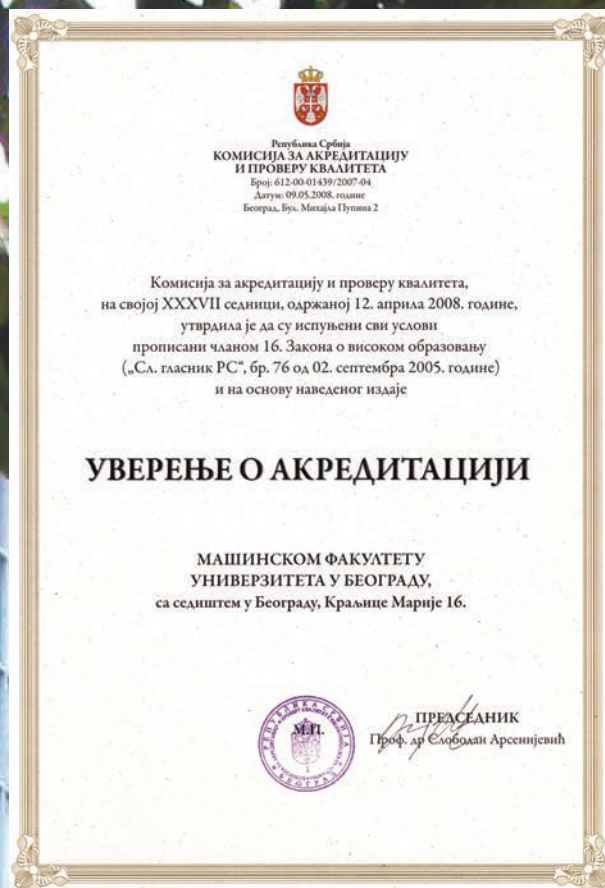 Република Србија
КОМИСИЈА ЗА АКРЕДИТАЦИЈУ
И ПРОВЕРУ КВАЛИТЕТА
Број: 612-00-01439/2007-04
Датум: 09.05.2008. године
Београд, Бул. Михајла Пупина 2
Комисија за акредитацију и проверу квалитета,
на својој XXXVII седници, одржаној 12. априла 2008. године,
утврдила је да су испуњени сви услови
прописани чланом 16. Закона о високом образовању
(„Сл. гласник РС“, бр. 76 од 02. септембра 2005. године)
и на основу наведеног издаје
УВЕРЕЊЕ О АКРЕДИТАЦИЈИ
МАШИНСКОМ ФАКУЛТЕТУ
УНИВЕРЗИТЕТА У БЕОГРАДУ,
са седиштем у Београду, Краљице Марије 16.
М.П.
РЕПУБЛИКА СРБИЈА
БЕОГРАД
ПРЕДСЕДНИК
Проф. др Слободан Арсенијевић